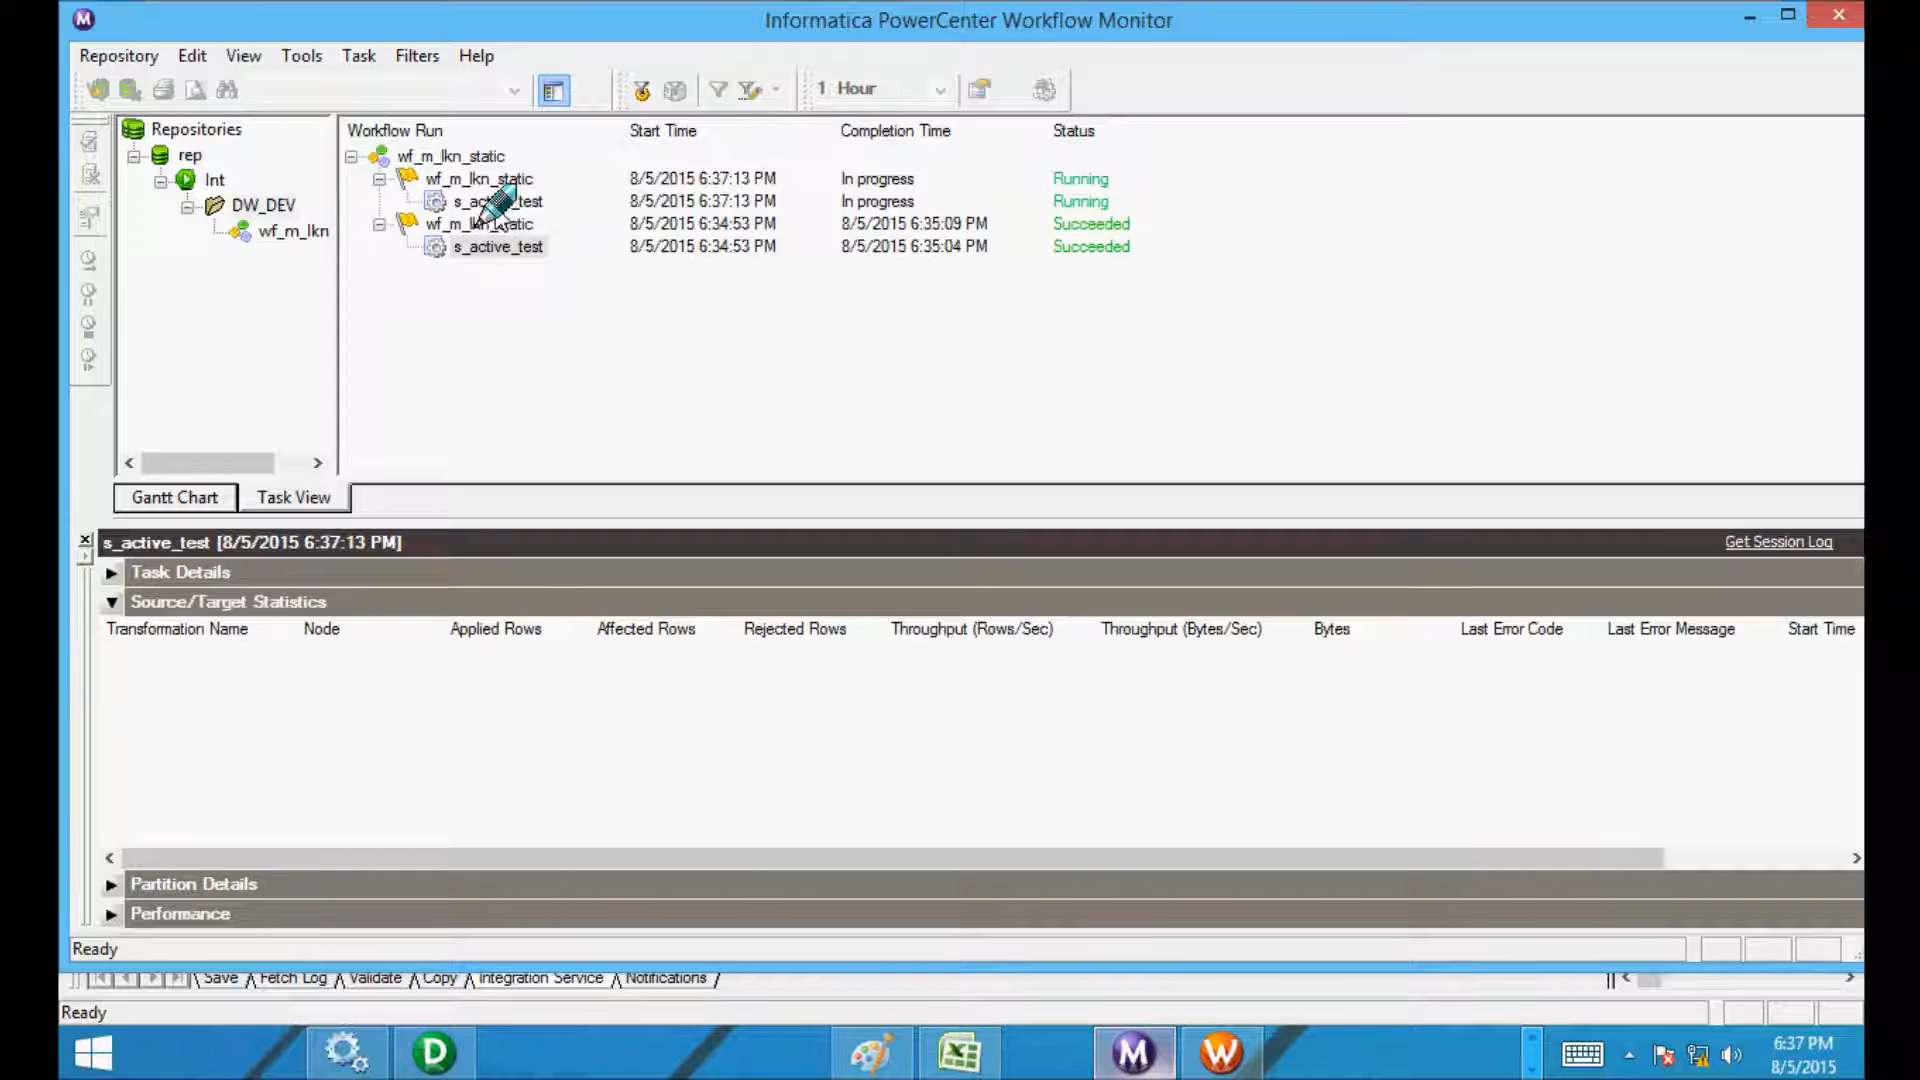 Informatica PowerCenter Workflow Monitor
Repository Edit View Tools Task Filters Help
1 Hour
Repositories
rep
Int
DW_DEV
wf_m_lkn
Workflow Run Start Time Completion Time Status
wf_m_lkn_static
wf_m_lkn_static 8/5/2015 6:37:13 PM In progress Running
8/5/2015 6:37:13 PM In progress Running
8/5/2015 6:34:53 PM 8/5/2015 6:35:09 PM Succeeded
s_active_test 8/5/2015 6:34:53 PM 8/5/2015 6:35:04 PM Succeeded
Gantt Chart Task View
s_active_test [8/5/2015 6:37:13 PM] Get Session Log
Task Details
Source/Target Statistics
Transformation Name Node Applied Rows Affected Rows Rejected Rows Throughput (Rows/Sec) Throughput (Bytes/Sec) Bytes Last Error Code Last Error Message Start Time
Partition Details
Performance
Ready
Save Fetch Log Validate Copy Integration Service Notifications
Ready
6:37 PM
8/5/2015